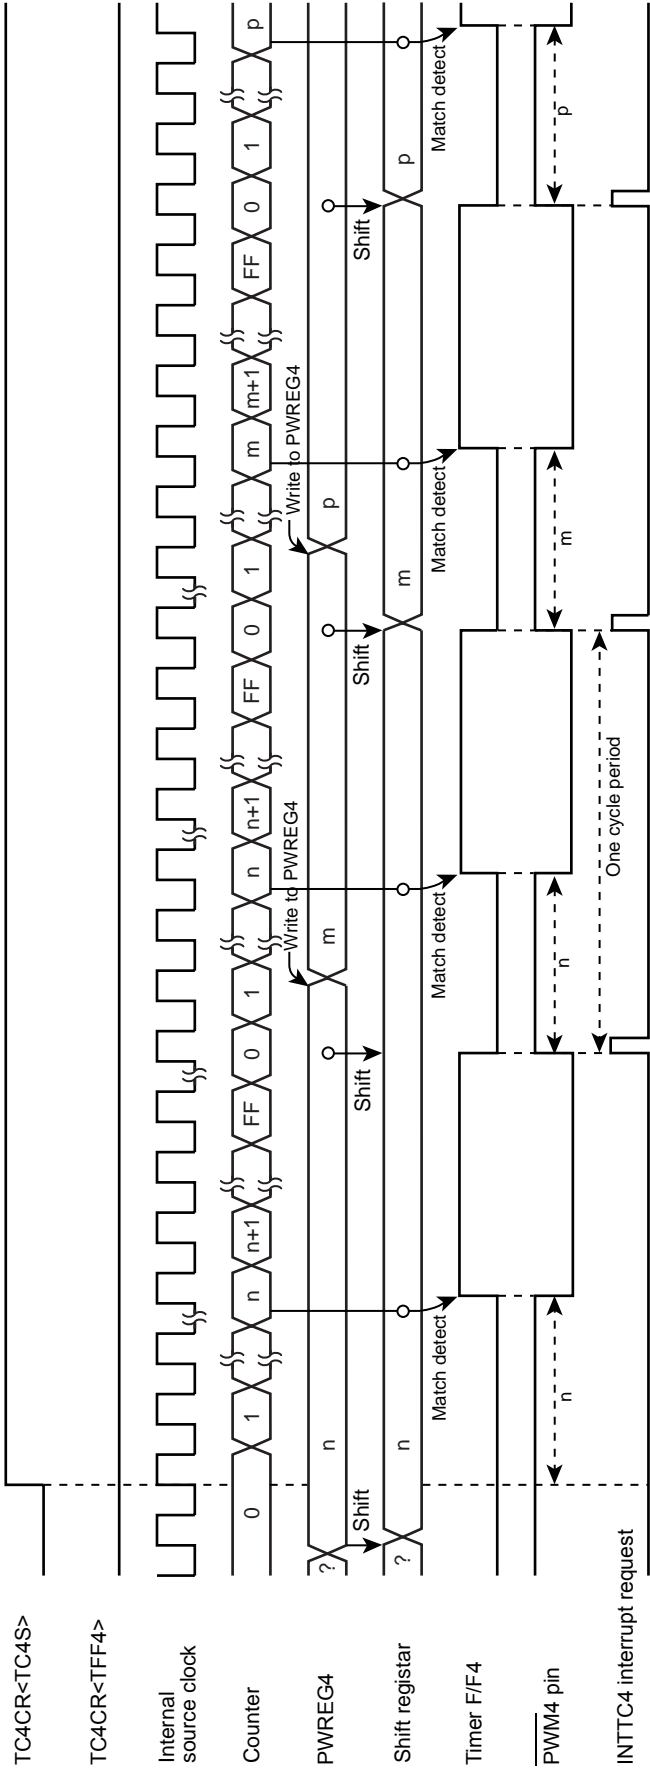 TC4CR<TC4S>
TC4CR<TFF4>
Internal
source clock
Counter
0
1
n
n+1
FF
0
1
n
n+1
FF
0
1
m
m+1
FF
0
1
p
Write to PWREG4
Write to PWREG4
PWREG4
?
n
m
p
Shift
Shift
Shift
Shift
Shift registar
?
n
m
p
Match detect
Match detect
Match detect
Match detect
Timer F/F4
PWM4 pin
n
n
m
p
One cycle period
INTTC4 interrupt request